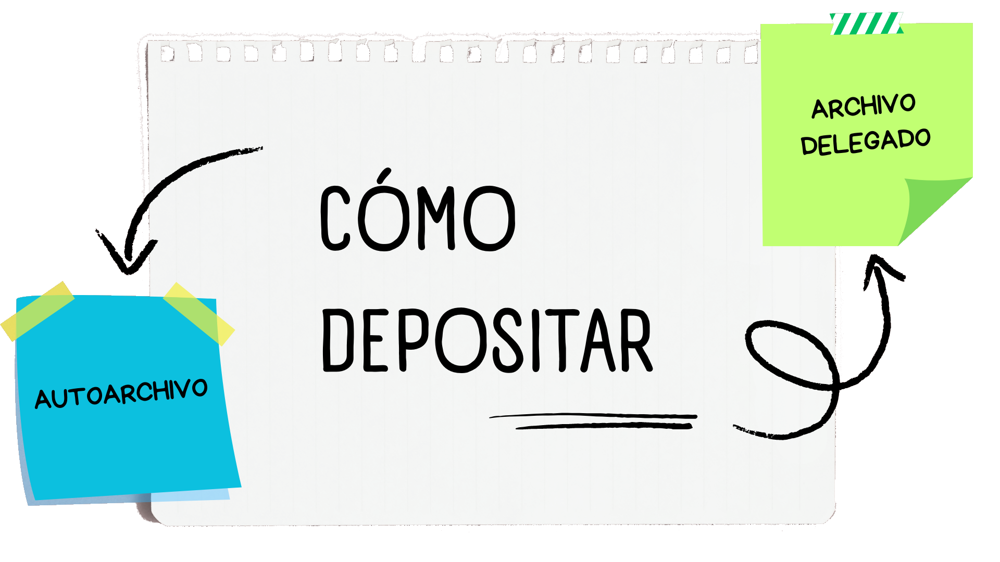 CÓMO
DEPOSITAR
ARCHIVO
DELEGADO
AUTOARCHIVO